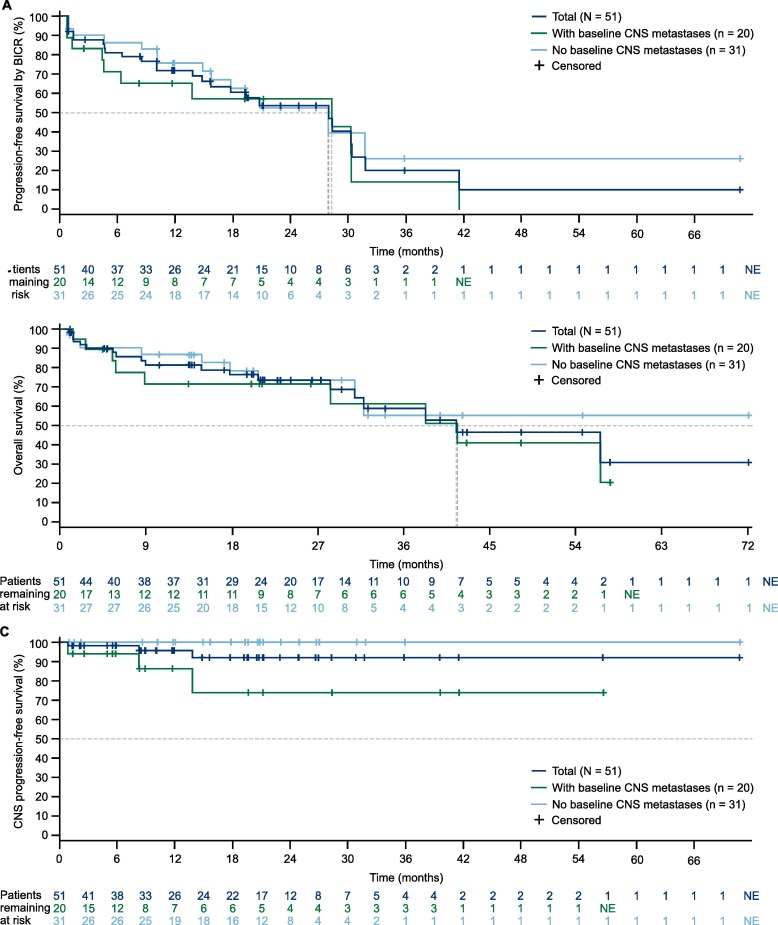 A
Progression-free survival by BICR (%)
100
90
80
70
60
50
40
30
20
10
0
Total (N = 51)
With baseline CNS metastases (n = 20)
No baseline CNS metastases (n = 31)
Censored
0 6 12 18 24 30 36 42 48 54 60 66
Time (months)
tients
51 40 37 33 26 24 21 15 10 8 6 3 2 2 1 1 1 1 1 1 1 1 1 1 NE
maining
20 14 12 9 8 7 7 5 4 4 3 1 1 1 NE
risk
31 26 25 24 18 17 14 10 6 4 3 2 1 1 1 1 1 1 1 1 1 1 1 1 NE
Overall survival (%)
100
90
80
70
60
50
40
30
20
10
0
Total (N = 51)
With baseline CNS metastases (n = 20)
No baseline CNS metastases (n = 31)
Censored
0 9 18 27 36 45 54 63 72
Time (months)
Patients
51 44 40 38 37 31 29 24 20 17 14 11 10 9 7 5 5 4 4 2 1 1 1 1 1 NE
remaining
20 17 13 12 12 11 11 9 8 7 6 6 6 5 4 3 3 2 2 1 NE
at risk
31 27 27 26 25 20 18 15 12 10 8 5 4 4 3 2 2 2 2 1 1 1 1 1 1 NE
C
CNS progression-free survival (%)
100
90
80
70
60
50
40
30
20
10
0
Total (N = 51)
With baseline CNS metastases (n = 20)
No baseline CNS metastases (n = 31)
Censored
0 6 12 18 24 30 36 42 48 54 60 66
Time (months)
Patients
51 41 38 33 26 24 22 17 12 8 7 5 4 4 2 2 2 2 2 1 1 1 1 1 NE
remaining
20 15 12 8 7 6 6 5 4 4 3 3 3 3 1 1 1 1 1 NE
at risk
31 26 26 25 19 18 16 12 8 4 4 2 1 1 1 1 1 1 1 1 1 1 1 1 NE